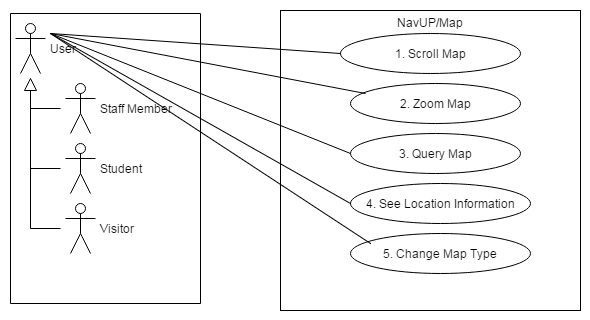 NavUP/Map
User
1. Scroll Map
Staff Member
2. Zoom Map
Student
3. Query Map
Visitor
4. See Location Information
5. Change Map Type